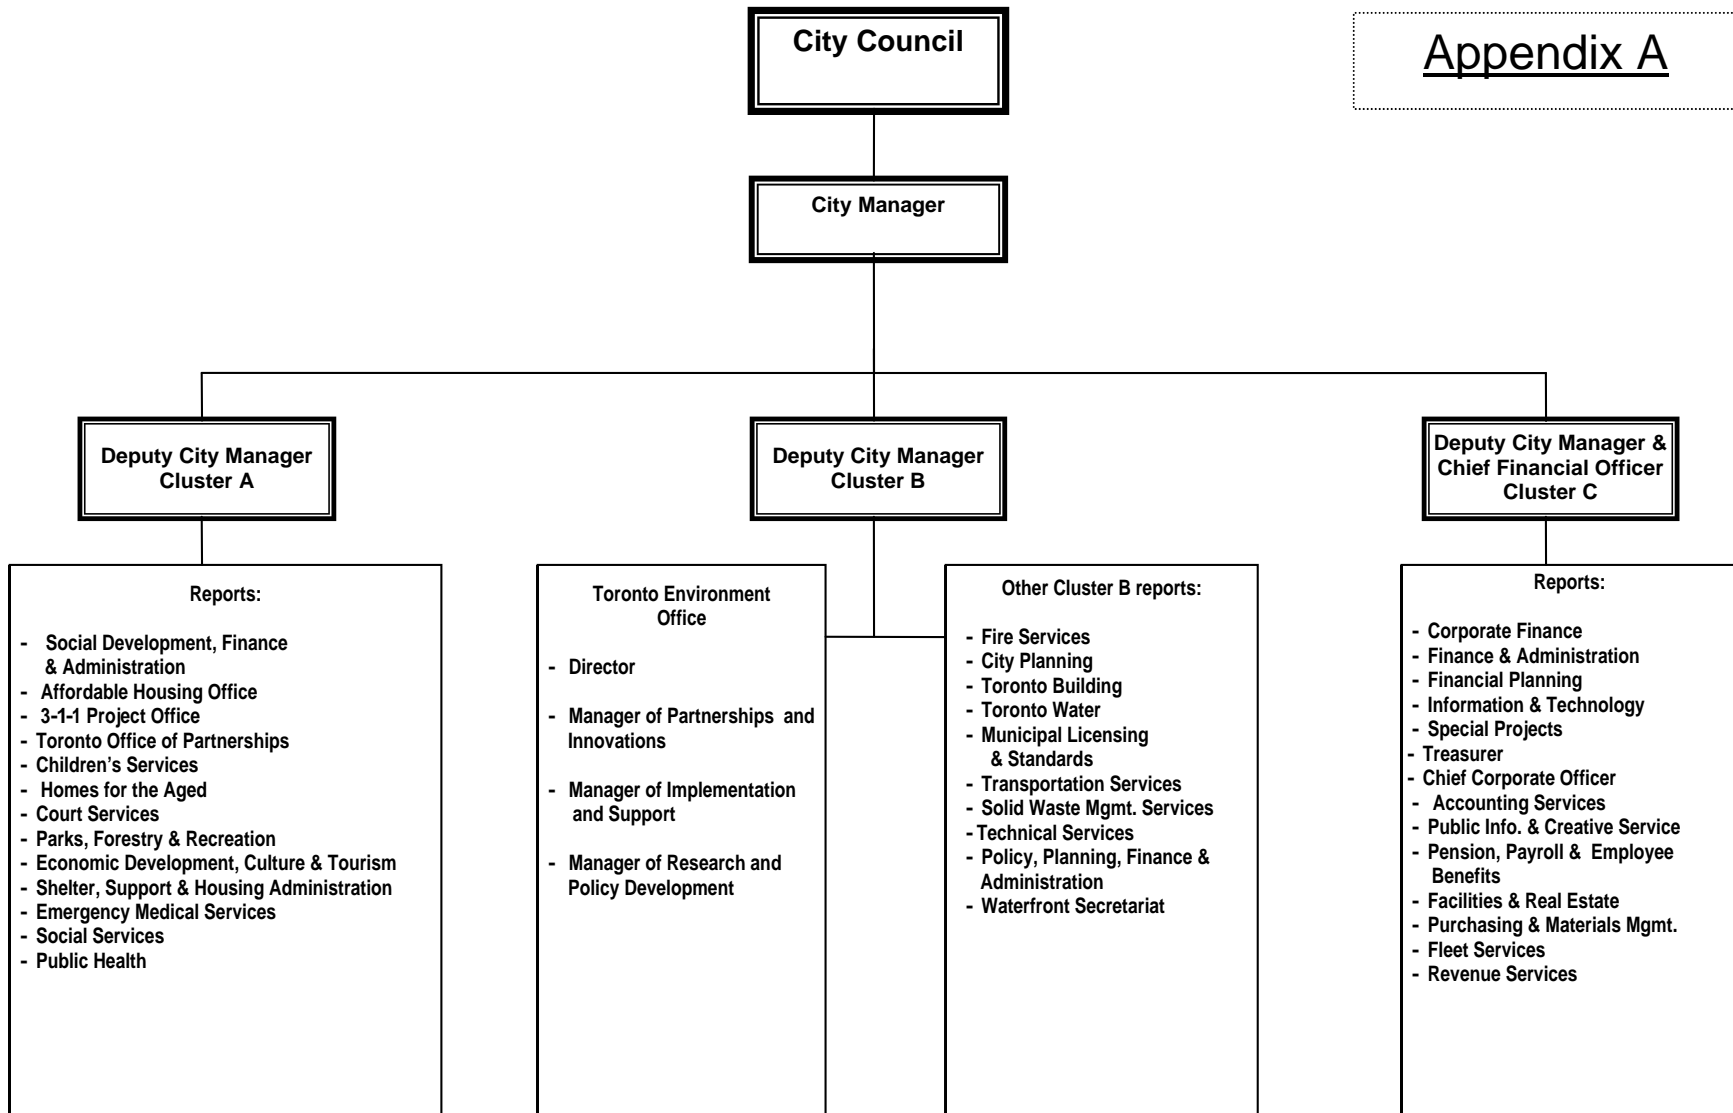 City Council
Appendix A
City Manager
Deputy City Manager
Cluster A
Deputy City Manager
Cluster B
Deputy City Manager &
Chief Financial Officer
Cluster C
Reports:
- Social Development, Finance
& Administration
- Affordable Housing Office
- 3-1-1 Project Office
- Toronto Office of Partnerships
- Children's Services
- Homes for the Aged
- Court Services
- Parks, Forestry & Recreation
- Economic Development, Culture & Tourism
- Shelter, Support & Housing Administration
- Emergency Medical Services
- Social Services
- Public Health
Toronto Environment
Office
- Director
- Manager of Partnerships and
Innovations
- Manager of Implementation
and Support
- Manager of Research and
Policy Development
Other Cluster B reports:
- Fire Services
- City Planning
- Toronto Building
- Toronto Water
- Municipal Licensing
& Standards
- Transportation Services
- Solid Waste Mgmt. Services
- Technical Services
- Policy, Planning, Finance &
Administration
- Waterfront Secretariat
Reports:
- Corporate Finance
- Finance & Administration
- Financial Planning
- Information & Technology
- Special Projects
- Treasurer
- Chief Corporate Officer
- Accounting Services
- Public Info. & Creative Service
- Pension, Payroll & Employee
Benefits
- Facilities & Real Estate
- Purchasing & Materials Mgmt.
- Fleet Services
- Revenue Services